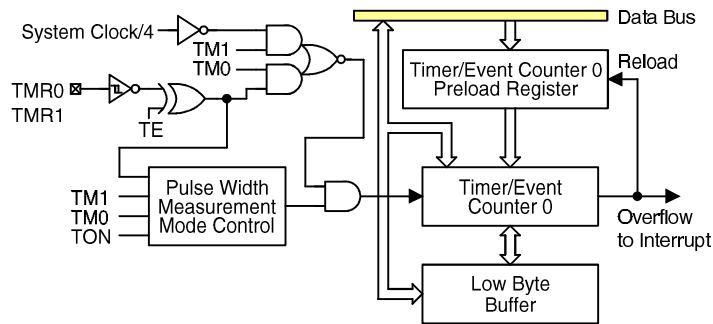 System Clock/4
TM1
TM0
TMR0
TMR1
TE
Data Bus
Timer/Event Counter 0
Preload Register
Reload
TM1
TM0
TON
Pulse Width
Measurement
Mode Control
Timer/Event
Counter 0
Overflow
to Interrupt
Low Byte
Buffer